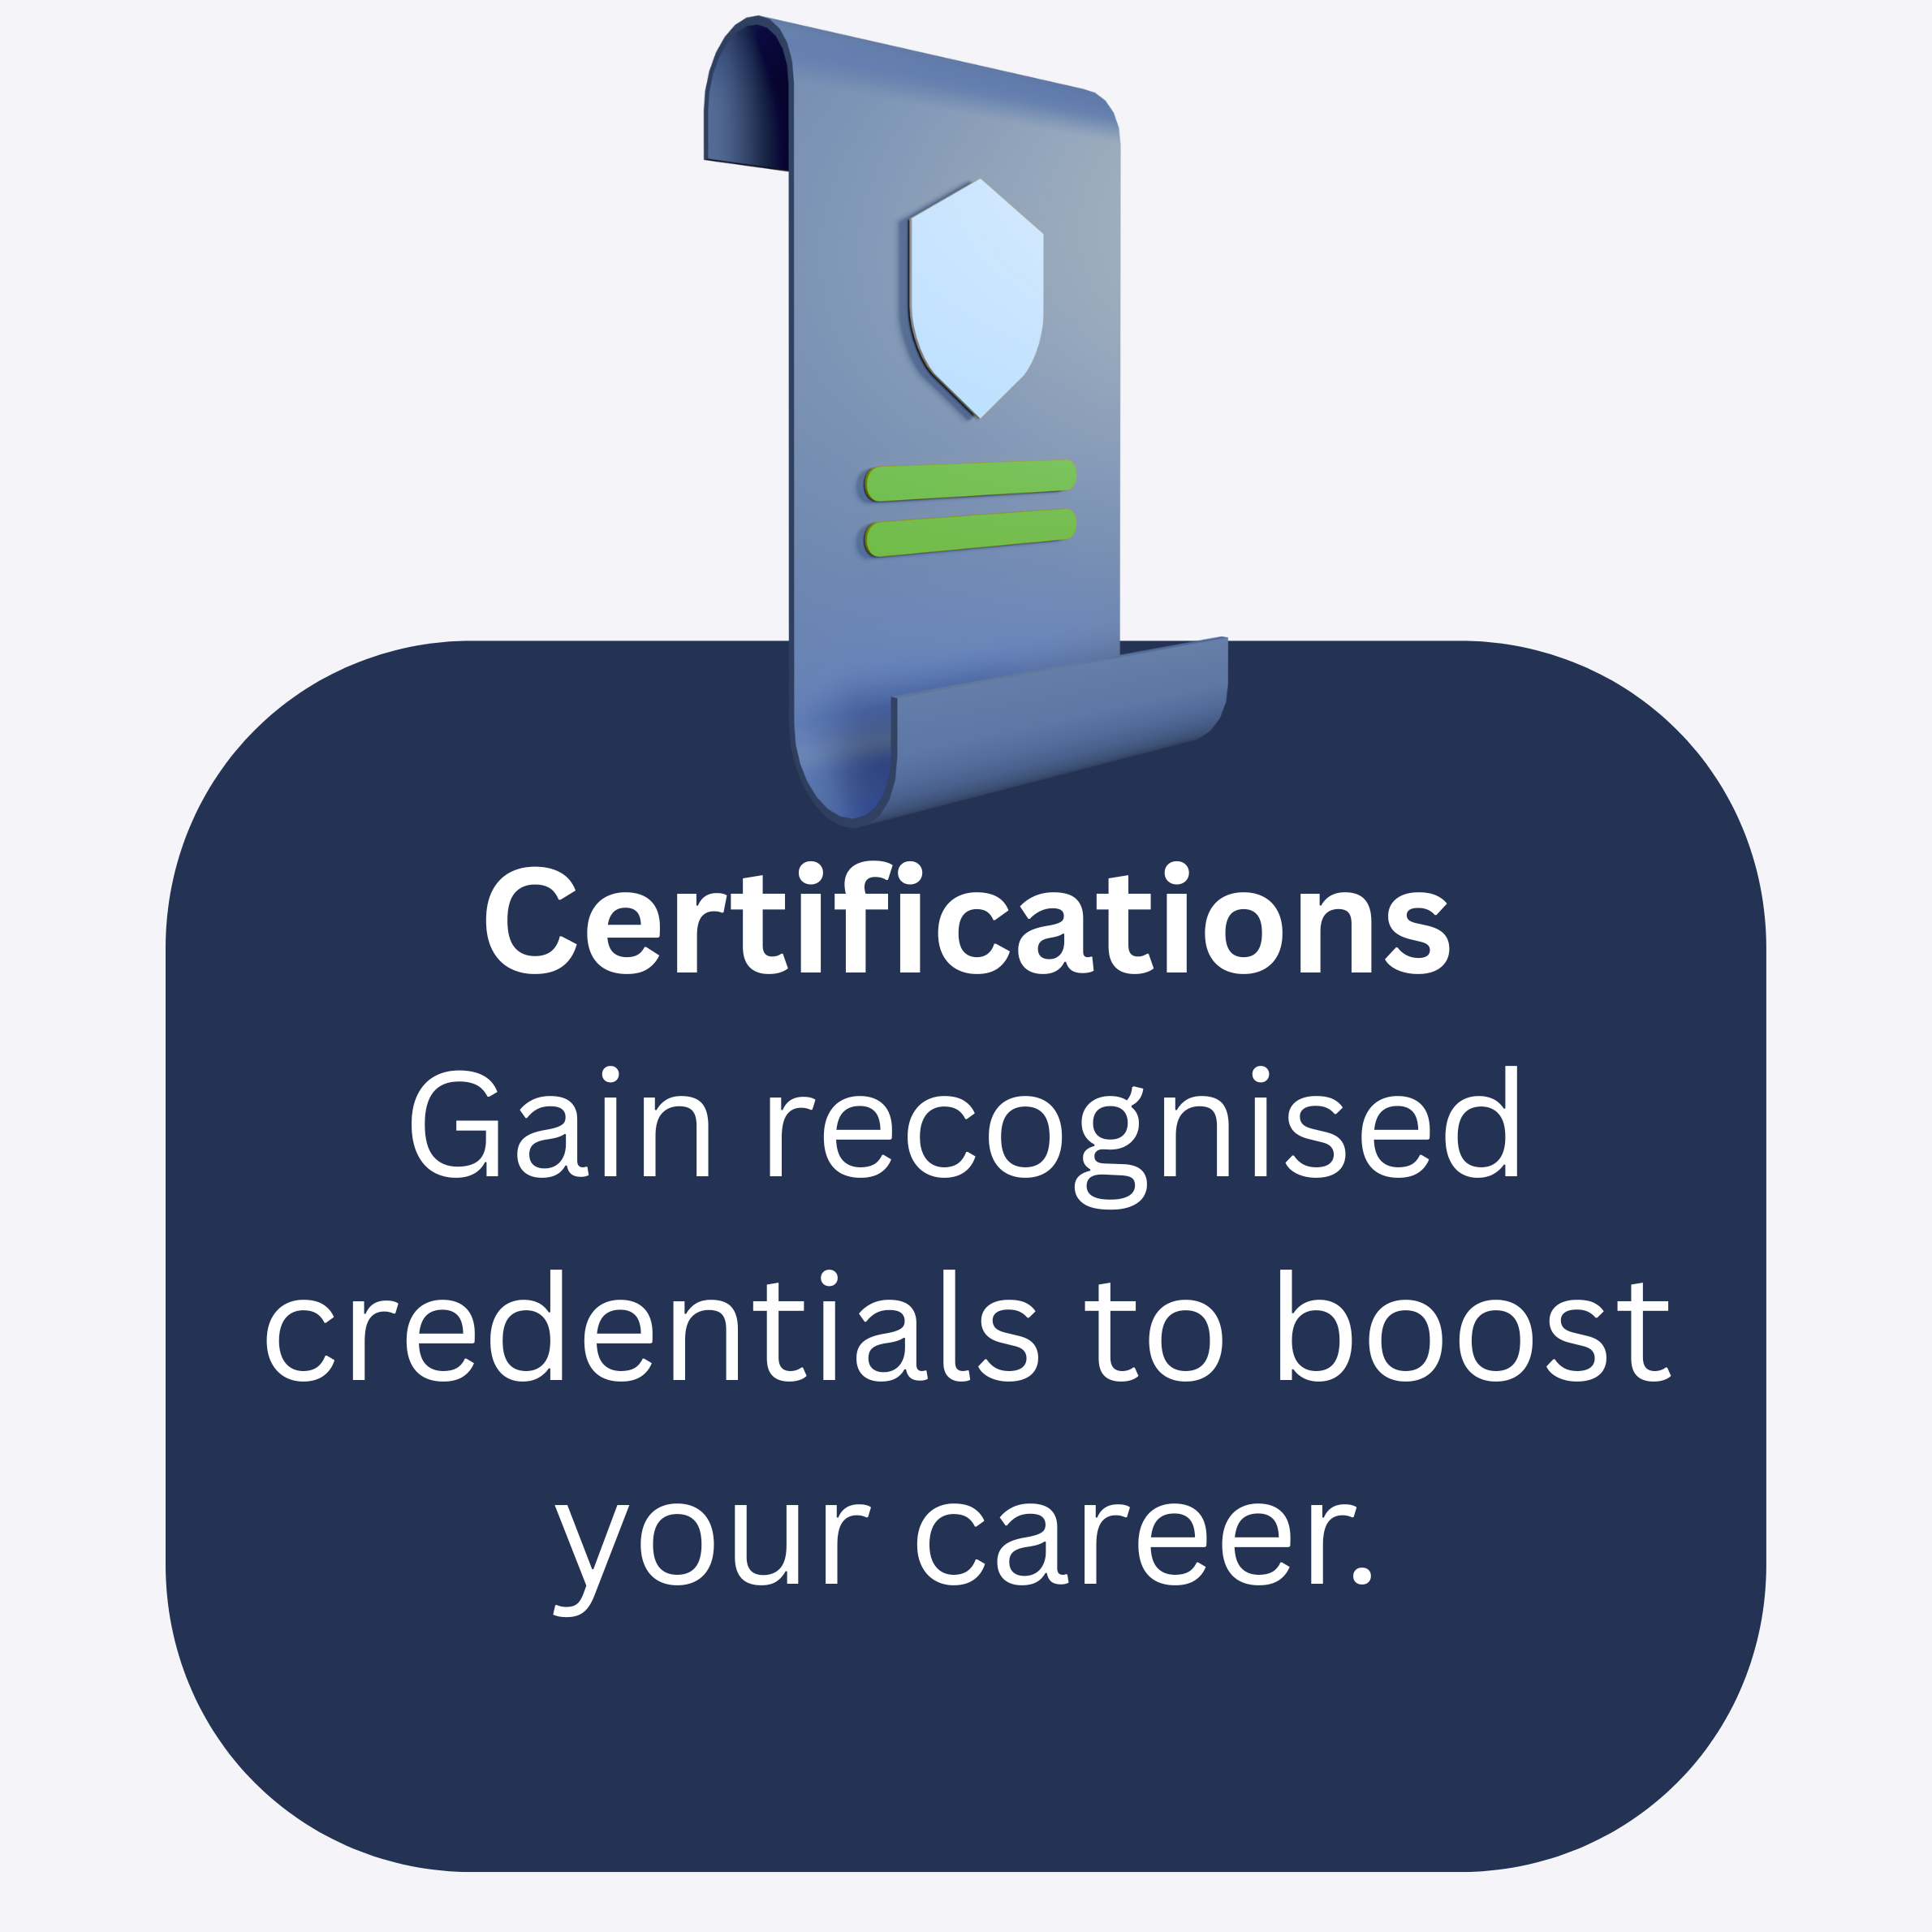 Certifications
Gain recognised
credentials to boost
your career.